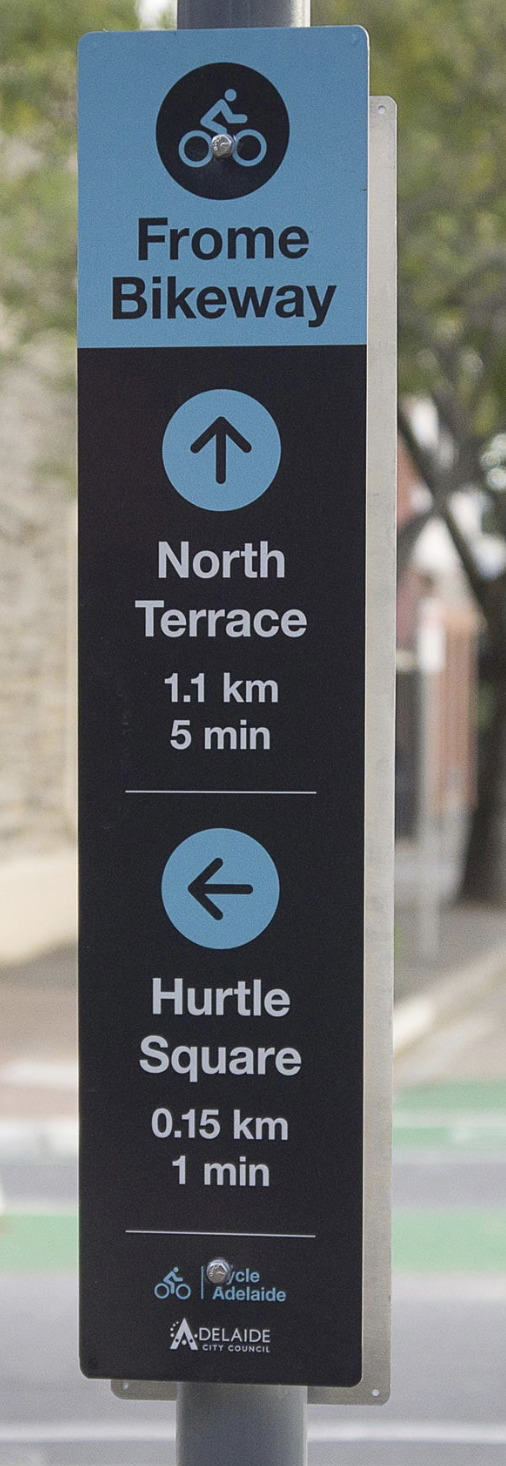 Frome
Bikeway
North
Terrace
1.1 km
5 min
Hurtle
Square
0.15 km
1 min
Adelaide
ADELAIDE
CITY COUNCIL